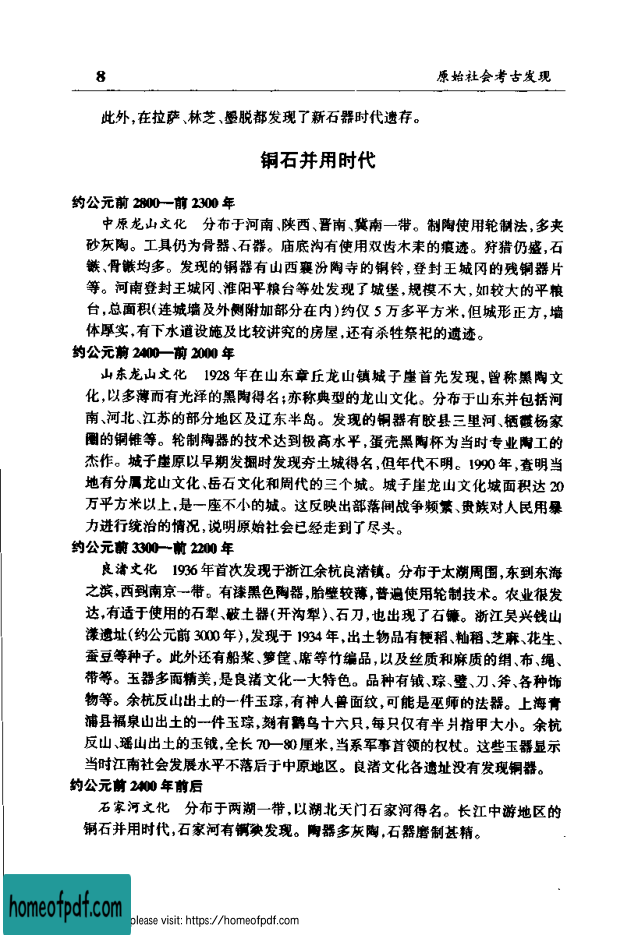 8
原始社会考古发现
此外,在拉萨、林芝、墨脱都发现了新石器时代遗存。
铜石并用时代
约公元前 2800—前 2300 年
中原龙山文化 分布于河南、陕西、晋南、冀南一带。制陶使用轮制法,多夹
砂灰陶。工具仍为骨器、石器。庙底沟有使用双齿木耒的痕迹。狩猎仍盛,石
镞、骨镞均多。发现的铜器有山西襄汾陶寺的铜铃,登封王城冈的残铜器片
等。河南登封王城冈、淮阳平粮台等处发现了城堡,规模不大,如较大的平粮
台,总面积(连城墙及外侧附加部分在内)约仅 5 万多平方米,但城形正方,墙
体厚实,有下水道设施及比较讲究的房屋,还有杀牲祭祀的遗迹。
约公元前 2400—前 2000 年
山东龙山文化 1928 年在山东章丘龙山镇城子崖首先发现,曾称黑陶文
化,以多薄而有光泽的黑陶得名;亦称典型的龙山文化。分布于山东并包括河
南、河北、江苏的部分地区及辽东半岛。发现的铜器有胶县三里河、栖霞杨家
圈的铜锥等。轮制陶器的技术达到极高水平,蛋壳黑陶杯为当时专业陶工的
杰作。城子崖原以早期发掘时发现夯土城得名,但年代不明。1990 年,查明当
地有分属龙山文化、岳石文化和周代的三个城。城子崖龙山文化城面积达 20
万平方米以上,是一座不小的城。这反映出部落间战争频繁、贵族对人民用暴
力进行统治的情况,说明原始社会已经走到了尽头。
约公元前 3300—前 2200 年
良渚文化 1936 年首次发现于浙江余杭良渚镇。分布于太湖周围,东到东海
之滨,西到南京一带。有漆黑色陶器,胎壁较薄,普遍使用轮制技术。农业很发
达,有适于使用的石犁、破土器(开沟犁)、石刀,也出现了石镰。浙江吴兴钱山
漾遗址(约公元前 3000 年),发现于 1934 年,出土物品有粳稻、籼稻、芝麻、花生、
蚕豆等种子。此外还有船桨、箩筐、席等竹编品,以及丝质和麻质的绢、布、绳、
带等。玉器多而精美,是良渚文化一大特色。品种有钺、琮、璧、刀、斧、各种饰
物等。余杭反山出土的一件玉琮,有神人兽面纹,可能是巫师的法器。上海青
浦县福泉山出土的一件玉琮,刻有鹳鸟十六只,每只仅有半爿指甲大小。余杭
反山、瑶山出土的玉钺,全长 70—80 厘米,当系军事首领的权杖。这些玉器显示
当时江南社会发展水平不落后于中原地区。良渚文化各遗址没有发现铜器。
约公元前 2400 年前后
石家河文化 分布于两湖一带,以湖北天门石家河得名。长江中游地区的
铜石并用时代,石家河有铜块发现。陶器多灰陶,石器磨制甚精。
homeofpdf.com
please visit: https://homeofpdf.com